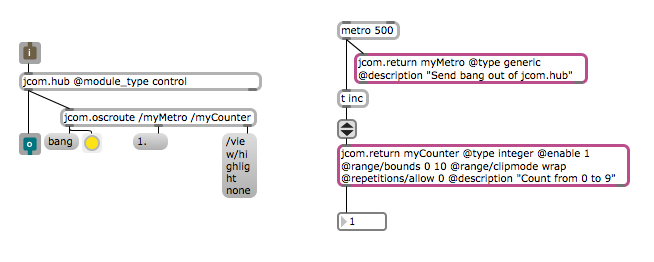 i
jcom.hub @module_type control
jcom.oscroute /myMetro /myCounter
o
bang
1.
/vie
w/hi
ghlig
ht
none
metro 500
jcom.return myMetro @type generic
@description "Send bang out of jcom.hub"
t inc
jcom.return myCounter @type integer @enable 1
@range/bounds 0 10 @range/clipmode wrap
@repetitions/allow 0 @description "Count from 0 to 9"
1